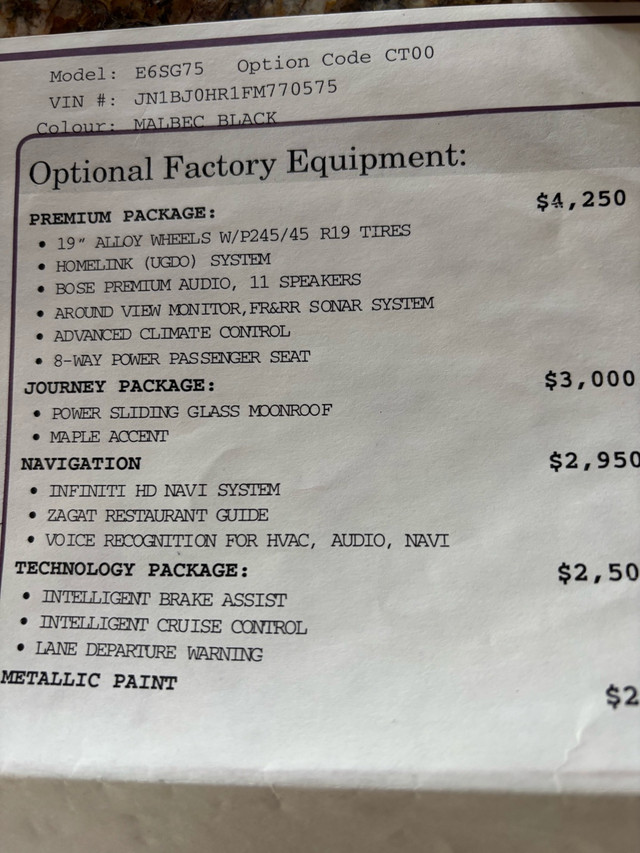 Model: E6SG75 Option Code CT00
VIN #: JN1BJ0HR1FM770575
Colour: MALBEC BLACK
Optional Factory Equipment:
PREMIUM PACKAGE: $4,250
• 19" ALLOY WHEELS W/P245/45 R19 TIRES
• HOMELINK (UGDO) SYSTEM
• BOSE PREMIUM AUDIO, 11 SPEAKERS
• AROUND VIEW MONITOR,FR&RR SONAR SYSTEM
• ADVANCED CLIMATE CONTROL
• 8-WAY POWER PASSENGER SEAT
JOURNEY PACKAGE: $3,000
• POWER SLIDING GLASS MOONROOF
• MAPLE ACCENT
NAVIGATION $2,950
• INFINITI HD NAVI SYSTEM
• ZAGAT RESTAURANT GUIDE
• VOICE RECOGNITION FOR HVAC, AUDIO, NAVI
TECHNOLOGY PACKAGE: $2,50
• INTELLIGENT BRAKE ASSIST
• INTELLIGENT CRUISE CONTROL
• LANE DEPARTURE WARNING
METALLIC PAINT $2